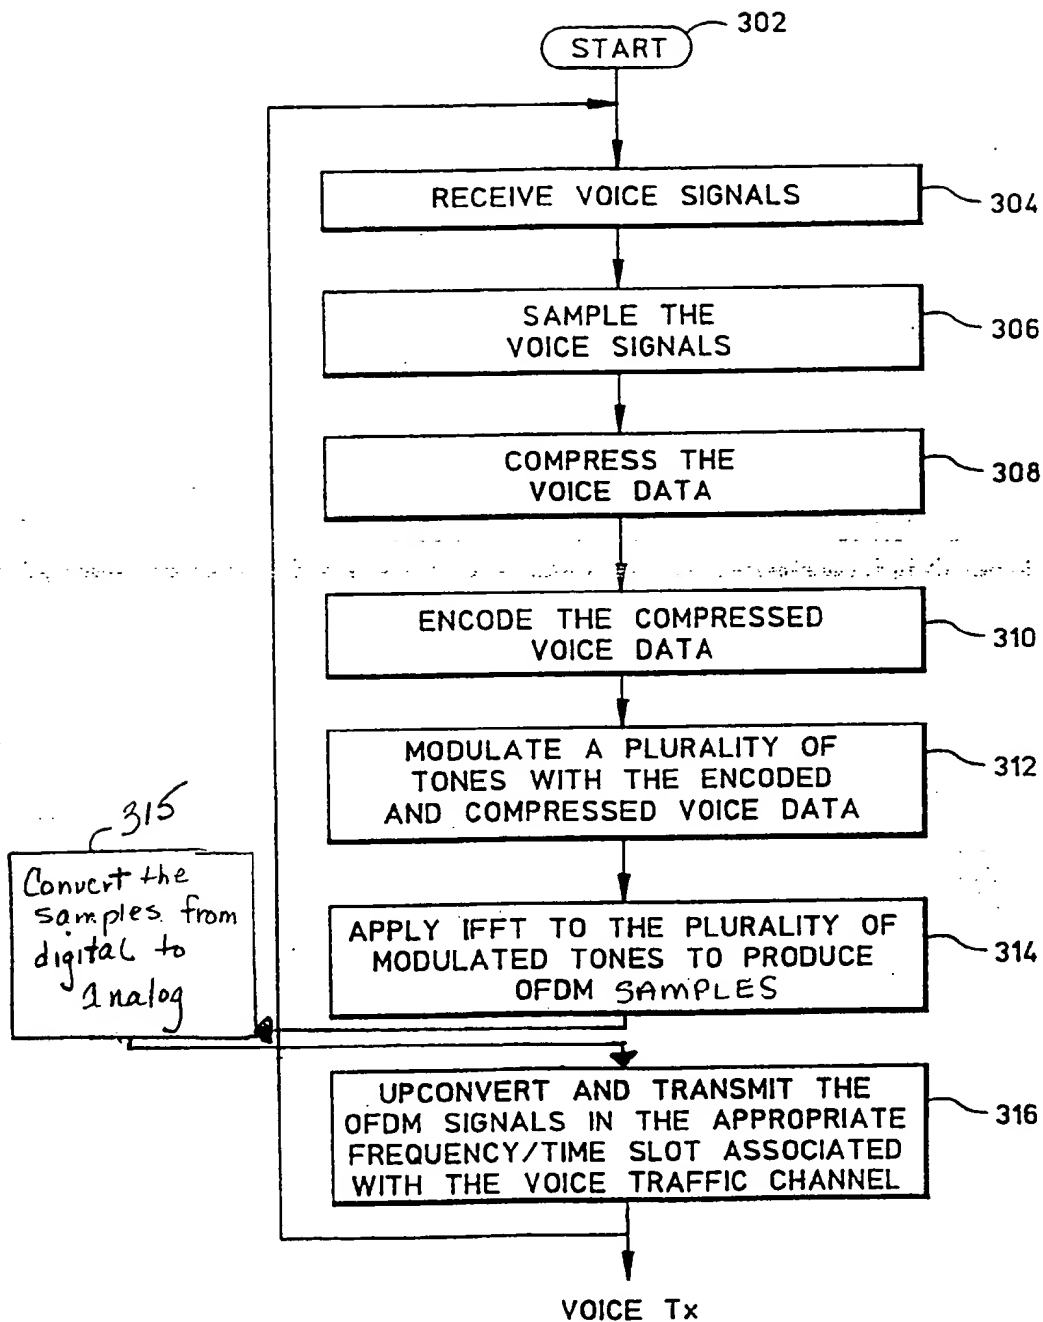 302
START
RECEIVE VOICE SIGNALS
304
SAMPLE THE
VOICE SIGNALS
306
COMPRESS THE
VOICE DATA
308
ENCODE THE COMPRESSED
VOICE DATA
310
MODULATE A PLURALITY OF
TONES WITH THE ENCODED
AND COMPRESSED VOICE DATA
312
315
Convert the
samples from
digital to
analog
APPLY IFFT TO THE PLURALITY OF
MODULATED TONES TO PRODUCE
OFDM SAMPLES
314
UPCONVERT AND TRANSMIT THE
OFDM SIGNALS IN THE APPROPRIATE
FREQUENCY/TIME SLOT ASSOCIATED
WITH THE VOICE TRAFFIC CHANNEL
316
VOICE Tx